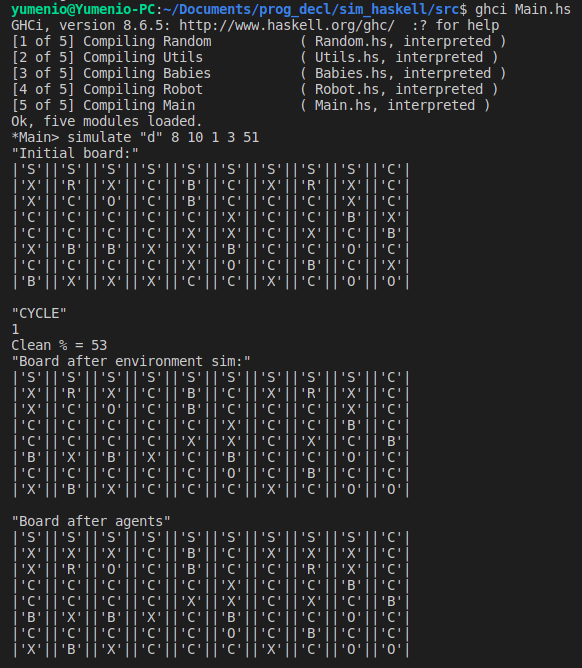 yumenio@Yumenio-PC:~/Documents/prog_decl/sim_haskell/src$ ghci Main.hs
GHCi, version 8.6.5: http://www.haskell.org/ghc/  :? for help
[1 of 5] Compiling Random           ( Random.hs, interpreted )
[2 of 5] Compiling Utils            ( Utils.hs, interpreted )
[3 of 5] Compiling Babies           ( Babies.hs, interpreted )
[4 of 5] Compiling Robot            ( Robot.hs, interpreted )
[5 of 5] Compiling Main             ( Main.hs, interpreted )
Ok, five modules loaded.
*Main> simulate "d" 8 10 1 3 51
"Initial board:"
|'S'||'S'||'S'||'S'||'S'||'S'||'S'||'S'||'S'||'C'|
|'X'||'R'||'X'||'C'||'B'||'C'||'X'||'R'||'X'||'C'|
|'X'||'C'||'O'||'C'||'B'||'C'||'C'||'C'||'X'||'C'|
|'C'||'C'||'C'||'C'||'C'||'X'||'C'||'C'||'B'||'X'|
|'C'||'C'||'C'||'C'||'X'||'X'||'C'||'X'||'C'||'B'|
|'X'||'B'||'B'||'X'||'X'||'B'||'C'||'C'||'O'||'C'|
|'C'||'C'||'C'||'C'||'X'||'O'||'C'||'B'||'C'||'X'|
|'B'||'X'||'X'||'X'||'C'||'C'||'X'||'C'||'O'||'O'|
"CYCLE"
1
Clean % = 53
"Board after environment sim:"
|'S'||'S'||'S'||'S'||'S'||'S'||'S'||'S'||'S'||'C'|
|'X'||'R'||'X'||'C'||'B'||'C'||'X'||'R'||'X'||'C'|
|'X'||'C'||'O'||'C'||'B'||'C'||'C'||'C'||'X'||'C'|
|'C'||'C'||'C'||'C'||'C'||'X'||'C'||'C'||'B'||'C'|
|'C'||'C'||'C'||'C'||'X'||'X'||'C'||'X'||'C'||'B'|
|'B'||'X'||'B'||'X'||'C'||'B'||'C'||'C'||'O'||'C'|
|'C'||'C'||'C'||'C'||'C'||'O'||'C'||'B'||'C'||'C'|
|'X'||'B'||'X'||'C'||'C'||'C'||'X'||'C'||'O'||'O'|
"Board after agents"
|'S'||'S'||'S'||'S'||'S'||'S'||'S'||'S'||'S'||'C'|
|'X'||'X'||'X'||'C'||'B'||'C'||'X'||'X'||'X'||'C'|
|'X'||'R'||'O'||'C'||'B'||'C'||'C'||'R'||'X'||'C'|
|'C'||'C'||'C'||'C'||'C'||'X'||'C'||'C'||'B'||'C'|
|'C'||'C'||'C'||'C'||'X'||'X'||'C'||'X'||'C'||'B'|
|'B'||'X'||'B'||'X'||'C'||'B'||'C'||'C'||'O'||'C'|
|'C'||'C'||'C'||'C'||'C'||'O'||'C'||'B'||'C'||'C'|
|'X'||'B'||'X'||'C'||'C'||'C'||'X'||'C'||'O'||'O'|